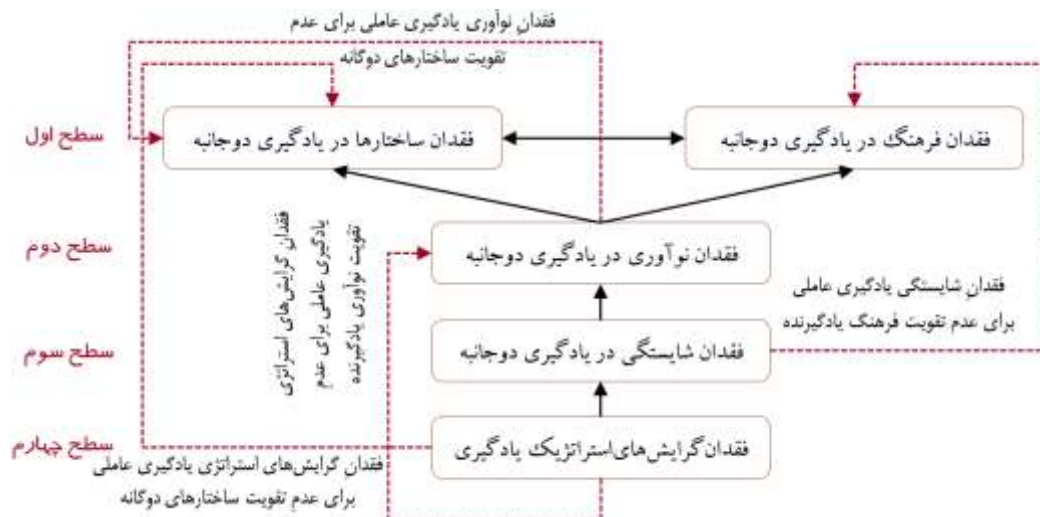 فقدانِ نوآوری یادگیری عاملی برای عدم
تقویت ساختارهای دوگانه
سطح اول
فقدان ساختارها در یادگیری دوجانبه
فقدان فرهنگ در یادگیری دوجانبه
سطح دوم
فقدان نوآوری در یادگیری دوجانبه
فقدانِ گرایش‌های استراتژی
یادگیری عاملی برای عدم
تقویت نوآوری یادگیرنده
فقدانِ شایستگی یادگیری عاملی
برای عدم تقویت فرهنگ یادگیرنده
سطح سوم
فقدان شایستگی در یادگیری دوجانبه
سطح چهارم
فقدان گرایش‌های استراتژیک یادگیری
فقدانِ گرایش‌های استراتژی یادگیری عاملی
برای عدم تقویت ساختارهای دوگانه